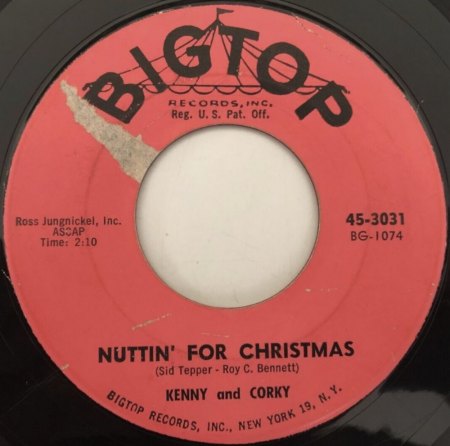 BIGTOP
RECORDS, INC.
Reg. U. S. Pat. Off.
Ross Jungnickel, Inc.
ASCAP
Time: 2:10
45-3031
BG-1074
NUTTIN' FOR CHRISTMAS
(Sid Tepper - Roy C. Bennett)
KENNY and CORKY
BIGTOP RECORDS, INC., NEW YORK 19, N. Y.